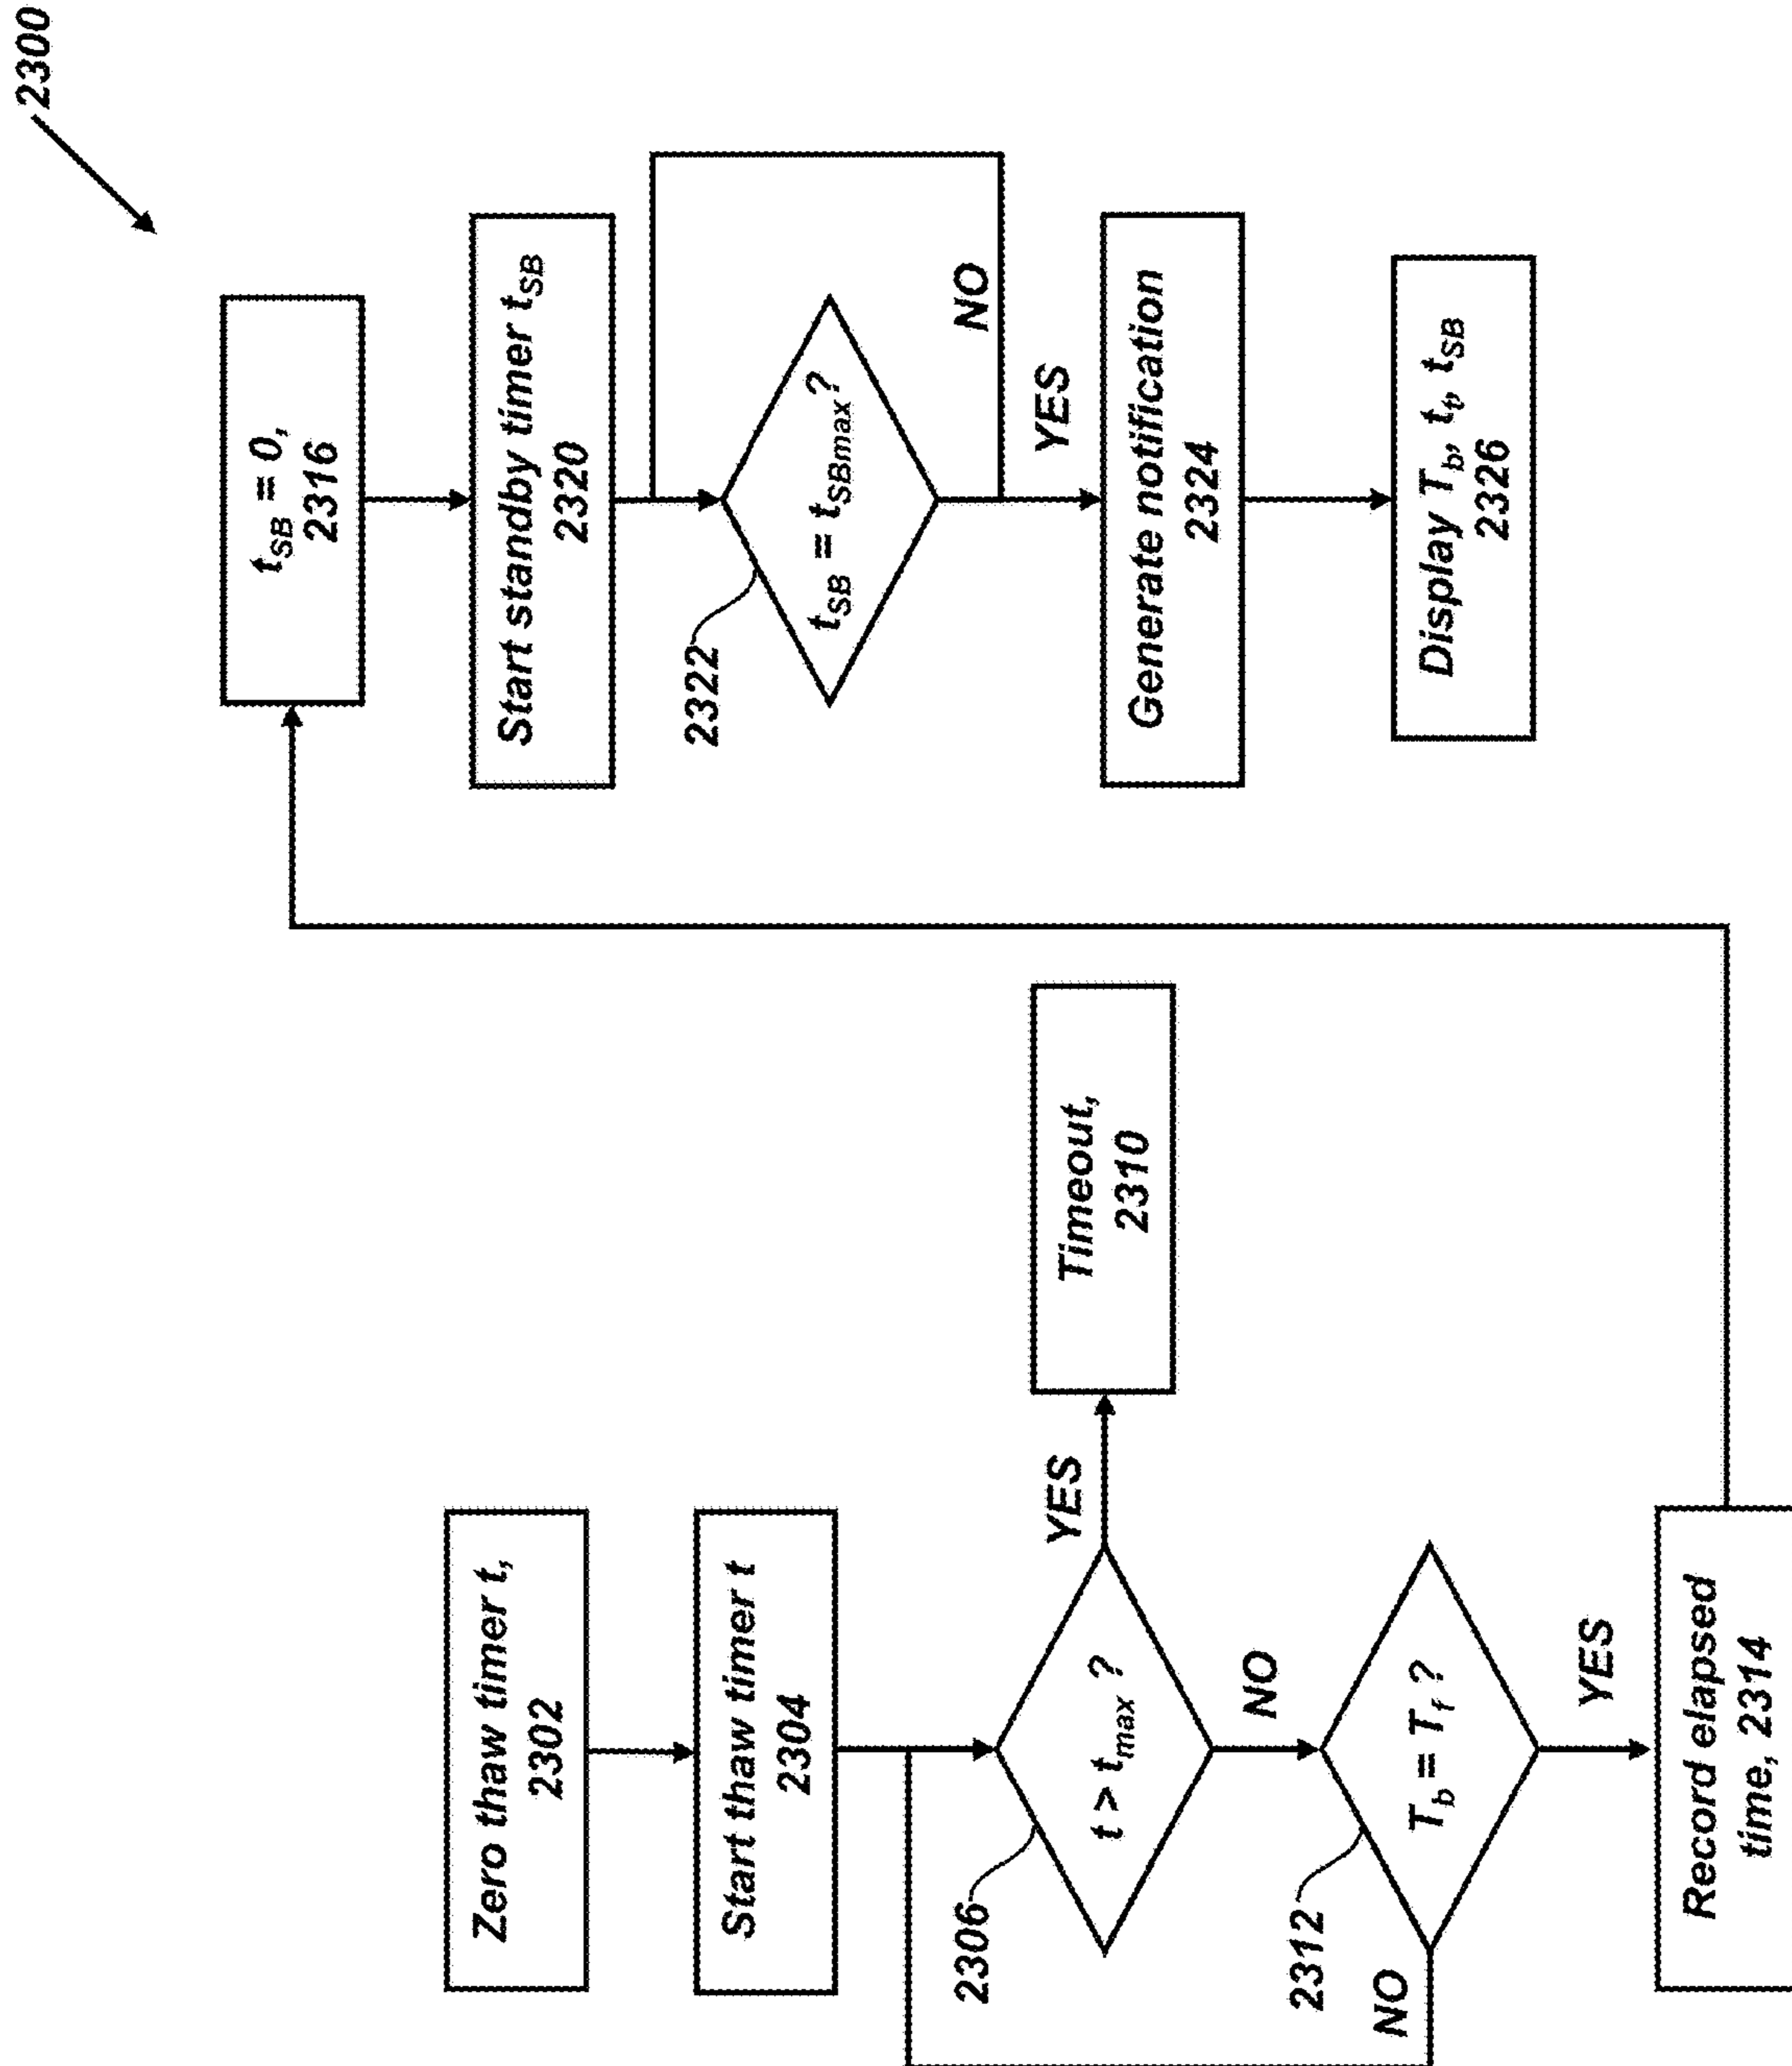 2300
Zero thaw timer t,
2302
Start thaw timer t
2304
2306
t > tmax ?
YES
Timeout,
2310
NO
2312
Tb = Tf ?
NO
YES
Record elapsed
time, 2314
tSB = 0,
2316
Start standby timer tSB
2320
2322
tSB = tSBmax?
NO
YES
Generate notification
2324
Display Tb, tt, tSB
2326